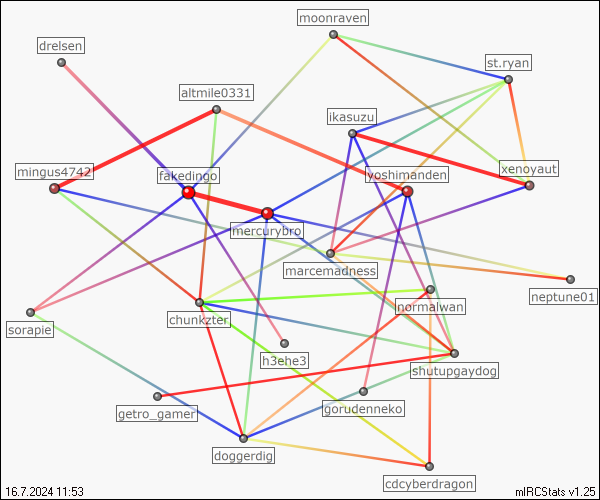 moonraven
drelsen
st.ryan
altmile0331
ikasuzu
mingus4742
fakedingo
yoshimanden
xenoyaut
mercurybro
marcemadness
neptune01
normalwan
chunkzter
sorapie
h3ehe3
shutupgaydog
getro_gamer
gorudenneko
doggerdig
cdcyberdragon
16.7.2024 11:53
mIRCStats v1.25